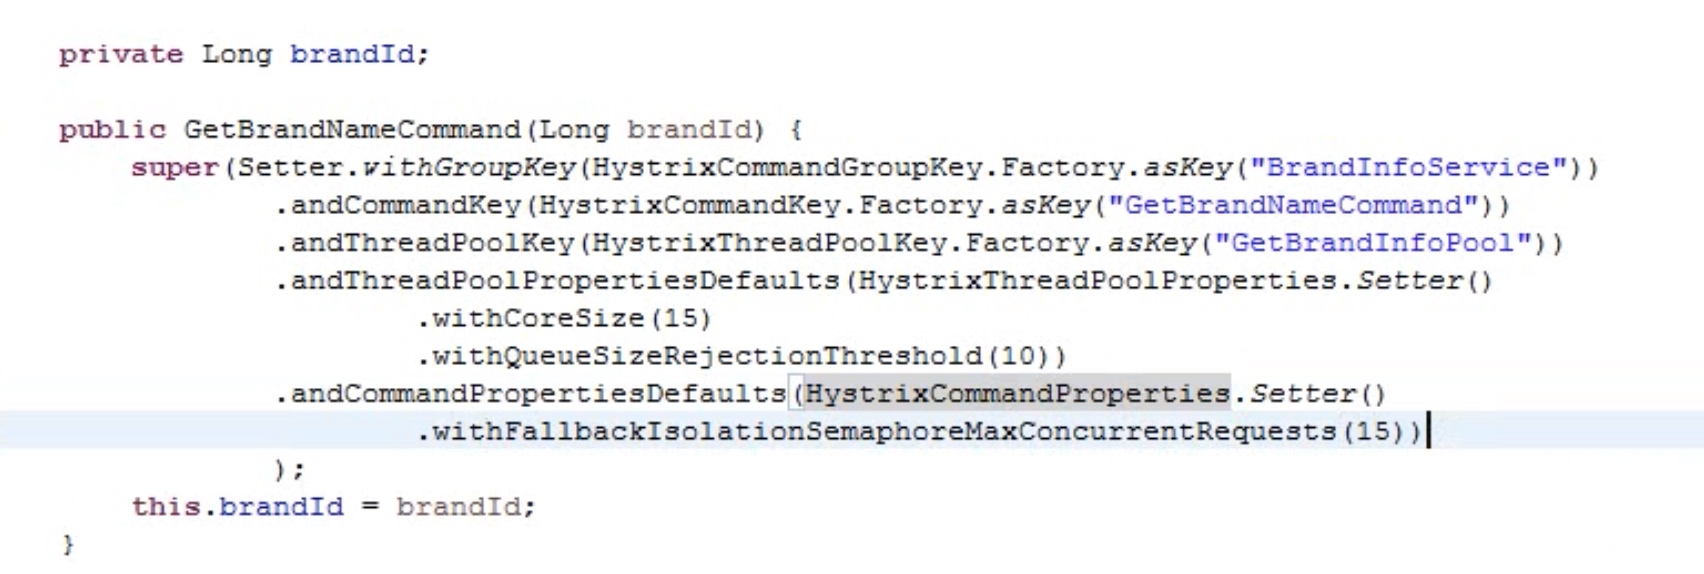 private Long brandId;
public GetBrandNameCommand(Long brandId) {
super(Setter.withGroupKey(HystrixCommandGroupKey.Factory.asKey("BrandInfoService"))
.andCommandKey(HystrixCommandKey.Factory.asKey("GetBrandNameCommand"))
.andThreadPoolKey(HystrixThreadPoolKey.Factory.asKey("GetBrandInfoPool"))
.andThreadPoolPropertiesDefaults(HystrixThreadPoolProperties.Setter()
.withCoreSize(15)
.withQueueSizeRejectionThreshold(10))
.andCommandPropertiesDefaults(HystrixCommandProperties.Setter()
.withFallbackIsolationSemaphoreMaxConcurrentRequests(15))
);
this.brandId = brandId;
}